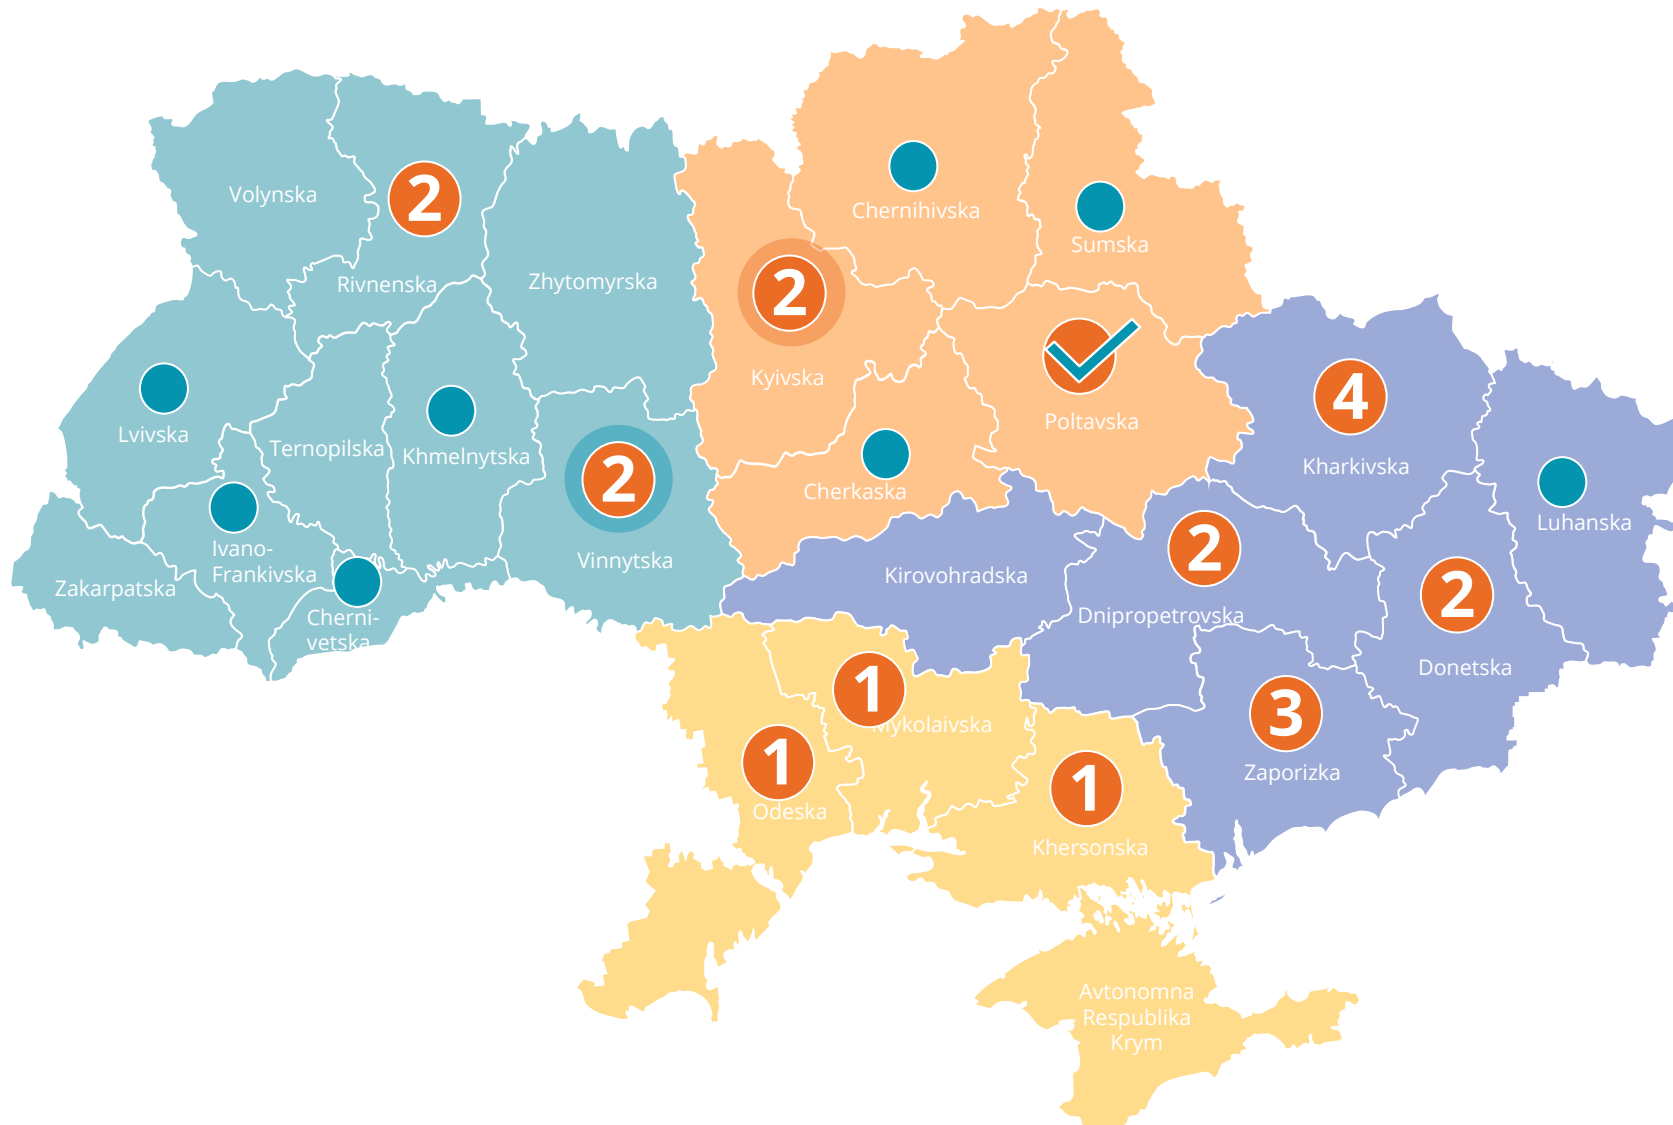 Volynska
2
Rivnenska
Zhytomyrska
Chernihivska
Sumska
2
Kyivska
Lvivska
Ternopilska
Khmelnytska
2
Vinnytska
Cherkaska
Poltavska
4
Kharkivska
Luhanska
Ivano-
Frankivska
Zakarpatska
Cherni-
vetska
Kirovohradska
2
Dnipropetrovska
2
Donetska
1
Mykolaivska
1
Odeska
1
Khersonska
3
Zaporizka
Avtonomna
Respublika
Krym